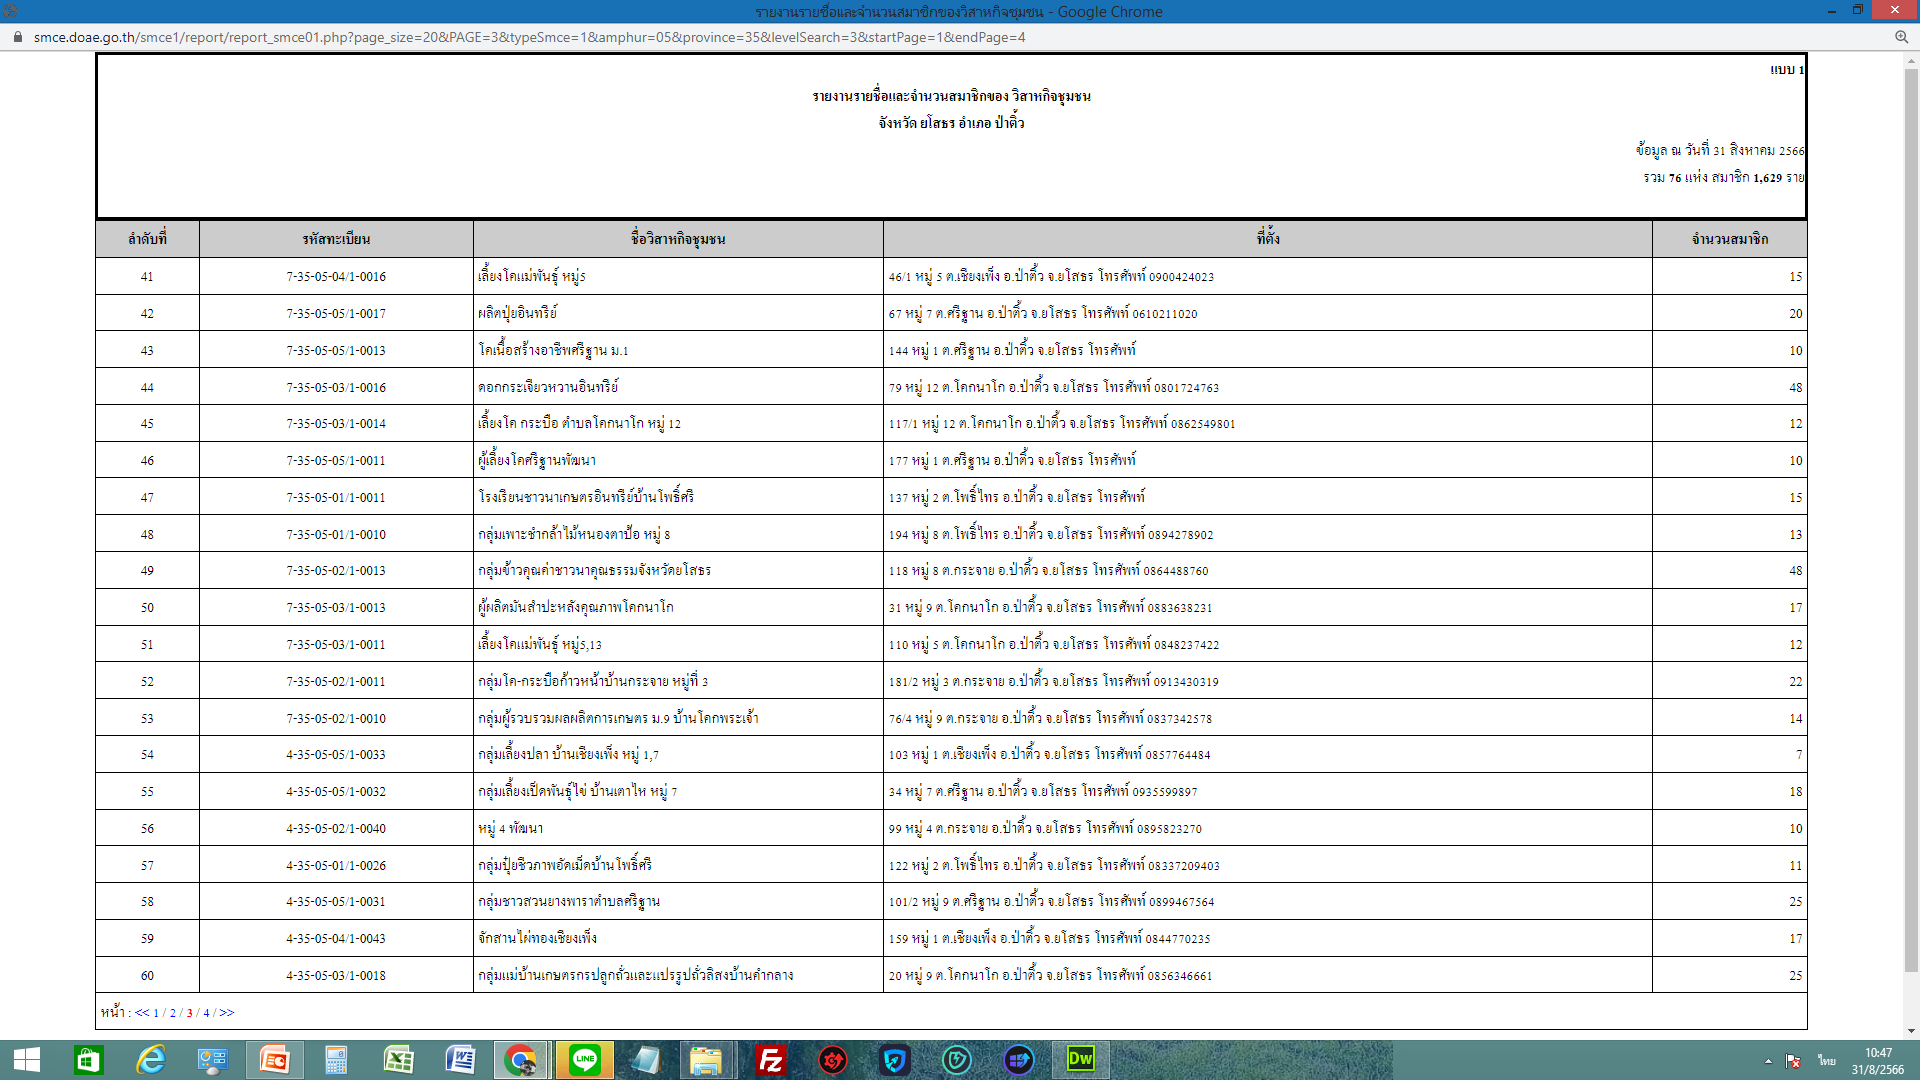 รายงานรายชื่อและจำนวนสมาชิกของวิสาหกิจชุมชน - Google Chrome
smce.doae.go.th/smce1/report/report_smce01.php?page_size=20&PAGE=3&typeSmce=1&amphur=05&province=35&levelSearch=3&startPage=1&endPage=4
แบบ 1
รายงานรายชื่อและจำนวนสมาชิกของ วิสาหกิจชุมชน
จังหวัด ยโสธร อำเภอ ป่าติ้ว
ข้อมูล ณ วันที่ 31 สิงหาคม 2566
รวม 76 แห่ง สมาชิก 1,629 ราย
ลำดับที่ รหัสทะเบียน ชื่อวิสาหกิจชุมชน ที่ตั้ง จำนวนสมาชิก
41 7-35-05-04/1-0016 เลี้ยงโคแม่พันธุ์ หมู่5 46/1 หมู่ 5 ต.เชียงเพ็ง อ.ป่าติ้ว จ.ยโสธร โทรศัพท์ 0900424023 15
42 7-35-05-05/1-0017 ผลิตปุ่ยอินทรีย์ 67 หมู่ 7 ต.ศรีฐาน อ.ป่าติ้ว จ.ยโสธร โทรศัพท์ 0610211020 20
43 7-35-05-05/1-0013 โคเนื้อสร้างอาชีพศรีฐาน ม.1 144 หมู่ 1 ต.ศรีฐาน อ.ป่าติ้ว จ.ยโสธร โทรศัพท์ 10
44 7-35-05-03/1-0016 ดอกกระเจียวหวานอินทรีย์ 79 หมู่ 12 ต.โคกนาโก อ.ป่าติ้ว จ.ยโสธร โทรศัพท์ 0801724763 48
45 7-35-05-03/1-0014 เลี้ยงโค กระบือ ตำบลโคกนาโก หมู่ 12 117/1 หมู่ 12 ต.โคกนาโก อ.ป่าติ้ว จ.ยโสธร โทรศัพท์ 0862549801 12
46 7-35-05-05/1-0011 ผู้เลี้ยงโคศรีฐานพัฒนา 177 หมู่ 1 ต.ศรีฐาน อ.ป่าติ้ว จ.ยโสธร โทรศัพท์ 10
47 7-35-05-01/1-0011 โรงเรียนชาวนาเกษตรอินทรีย์บ้านโพธิ์ศรี 137 หมู่ 2 ต.โพธิ์ไทร อ.ป่าติ้ว จ.ยโสธร โทรศัพท์ 15
48 7-35-05-01/1-0010 กลุ่มเพาะชำกล้าไม้หนองตาป้อ หมู่ 8 194 หมู่ 8 ต.โพธิ์ไทร อ.ป่าติ้ว จ.ยโสธร โทรศัพท์ 0894278902 13
49 7-35-05-02/1-0013 กลุ่มข้าวคุณค่าชาวนาคุณธรรมจังหวัดยโสธร 118 หมู่ 8 ต.กระจาย อ.ป่าติ้ว จ.ยโสธร โทรศัพท์ 0864488760 48
50 7-35-05-03/1-0013 ผู้ผลิตมันสำปะหลังคุณภาพโคกนาโก 31 หมู่ 9 ต.โคกนาโก อ.ป่าติ้ว จ.ยโสธร โทรศัพท์ 0883638231 17
51 7-35-05-03/1-0011 เลี้ยงโคแม่พันธุ์ หมู่5,13 110 หมู่ 5 ต.โคกนาโก อ.ป่าติ้ว จ.ยโสธร โทรศัพท์ 0848237422 12
52 7-35-05-02/1-0011 กลุ่มโค-กระบือก้าวหน้าบ้านกระจาย หมู่ที่ 3 181/2 หมู่ 3 ต.กระจาย อ.ป่าติ้ว จ.ยโสธร โทรศัพท์ 0913430319 22
53 7-35-05-02/1-0010 กลุ่มผู้รวบรวมผลผลิตการเกษตร ม.9 บ้านโคกพระเจ้า 76/4 หมู่ 9 ต.กระจาย อ.ป่าติ้ว จ.ยโสธร โทรศัพท์ 0837342578 14
54 4-35-05-05/1-0033 กลุ่มเลี้ยงปลา บ้านเชียงเพ็ง หมู่ 1,7 103 หมู่ 1 ต.เชียงเพ็ง อ.ป่าติ้ว จ.ยโสธร โทรศัพท์ 0857764484 7
55 4-35-05-05/1-0032 กลุ่มเลี้ยงเป็ดพันธุ์ไข่ บ้านเตาไห หมู่ 7 34 หมู่ 7 ต.ศรีฐาน อ.ป่าติ้ว จ.ยโสธร โทรศัพท์ 0935599897 18
56 4-35-05-02/1-0040 หมู่ 4 พัฒนา 99 หมู่ 4 ต.กระจาย อ.ป่าติ้ว จ.ยโสธร โทรศัพท์ 0895823270 10
57 4-35-05-01/1-0026 กลุ่มปุ๋ยชีวภาพอัดเม็ดบ้านโพธิ์ศรี 122 หมู่ 2 ต.โพธิ์ไทร อ.ป่าติ้ว จ.ยโสธร โทรศัพท์ 08337209403 11
58 4-35-05-05/1-0031 กลุ่มชาวสวนยางพาราตำบลศรีฐาน 101/2 หมู่ 9 ต.ศรีฐาน อ.ป่าติ้ว จ.ยโสธร โทรศัพท์ 0899467564 25
59 4-35-05-04/1-0043 จักสานไผ่ทองเชียงเพ็ง 159 หมู่ 1 ต.เชียงเพ็ง อ.ป่าติ้ว จ.ยโสธร โทรศัพท์ 0844770235 17
60 4-35-05-03/1-0018 กลุ่มแม่บ้านเกษตรกรปลูกถั่วและแปรรูปถั่วลิสงบ้านคำกลาง 20 หมู่ 9 ต.โคกนาโก อ.ป่าติ้ว จ.ยโสธร โทรศัพท์ 0856346661 25
หน้า : << 1 / 2 / 3 / 4 / >>
LINE
FZ
Dw
ไทย
10:47
31/8/2566